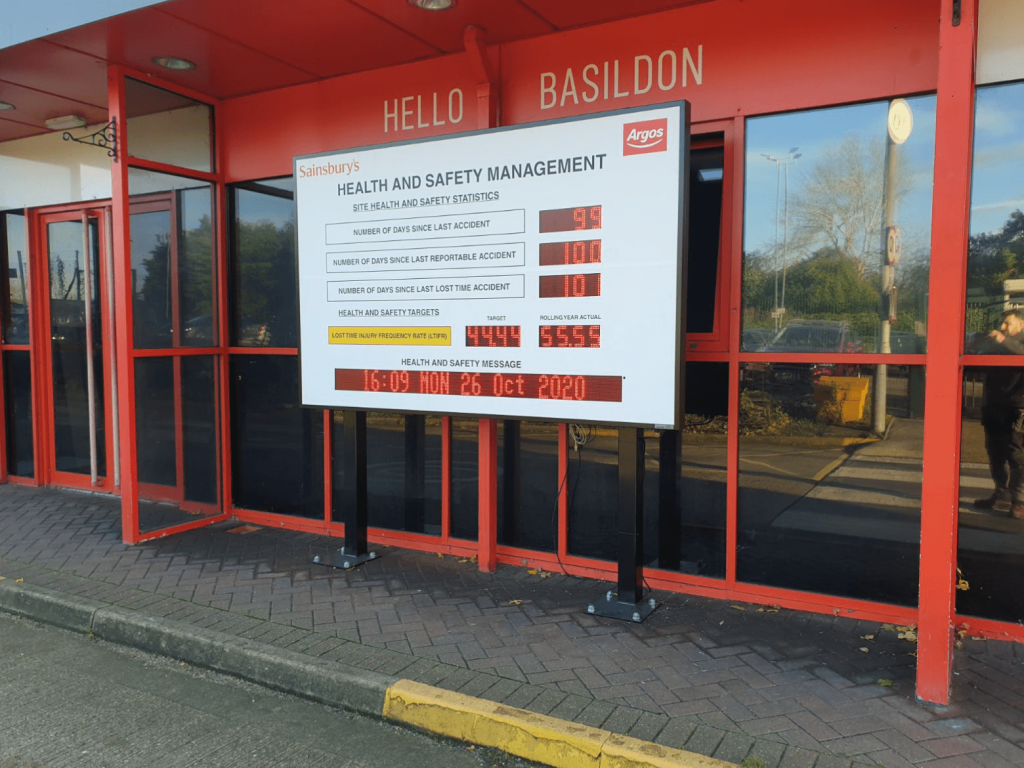 HELLO BASILDON
Sainsbury's
Argos
HEALTH AND SAFETY MANAGEMENT
SITE HEALTH AND SAFETY STATISTICS
NUMBER OF DAYS SINCE LAST ACCIDENT 99
NUMBER OF DAYS SINCE LAST REPORTABLE ACCIDENT 100
NUMBER OF DAYS SINCE LAST LOST TIME ACCIDENT 101
HEALTH AND SAFETY TARGETS
TARGET ROLLING YEAR ACTUAL
LOST TIME INJURY FREQUENCY RATE (LTIFR) 44.44 55.55
HEALTH AND SAFETY MESSAGE
16:09 MON 26 Oct 2020